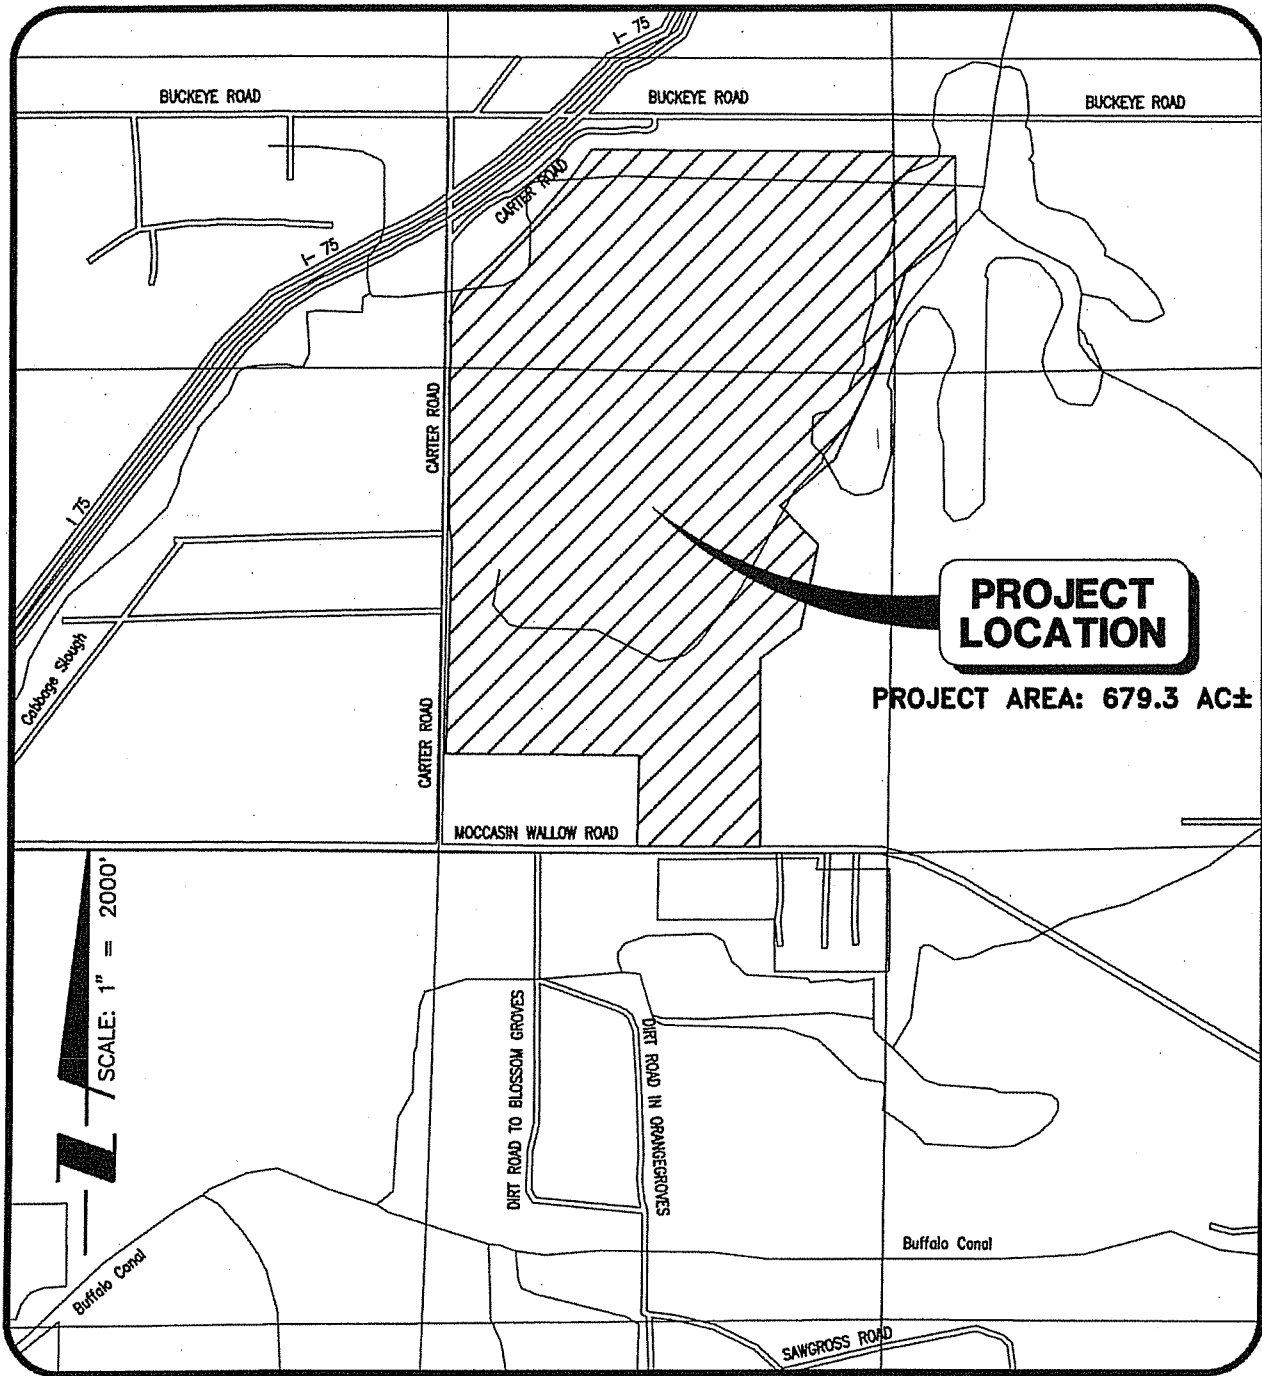 I- 75
BUCKEYE ROAD
BUCKEYE ROAD
BUCKEYE ROAD
CARTER ROAD
I- 75
CARTER ROAD
I 75
PROJECT
LOCATION
PROJECT AREA: 679.3 AC±
Cabbage Slough
CARTER ROAD
MOCCASIN WALLOW ROAD
SCALE: 1" = 2000'
Z
DIRT ROAD TO BLOSSOM GROVES
DIRT ROAD IN ORANGEGROVES
Buffalo Canal
Buffalo Canal
SAWGROSS ROAD